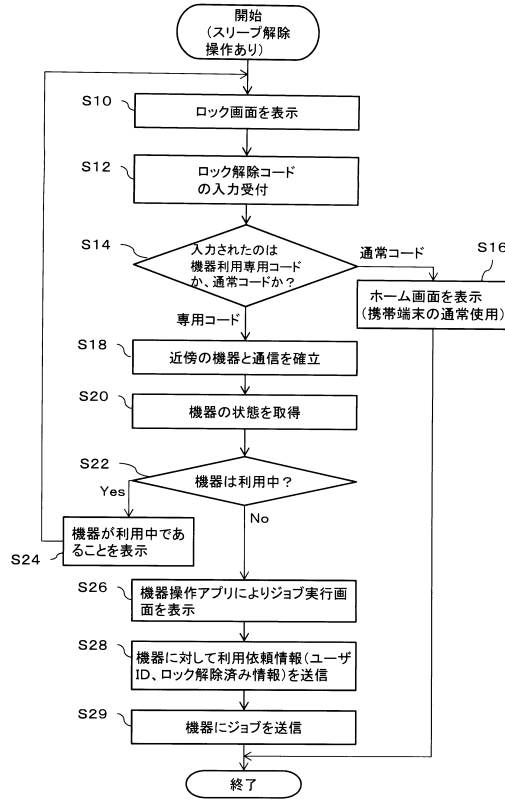 開始
(スリープ解除
操作あり)
S10
ロック画面を表示
S12
ロック解除コード
の入力受付
S14
入力されたのは
機器利用専用コード
か、通常コードか?
通常コード
S16
ホーム画面を表示
(携帯端末の通常使用)
専用コード
S18
近傍の機器と通信を確立
S20
機器の状態を取得
S22
機器は利用中?
Yes
No
機器が利用中であ
ることを表示
S24
S26
機器操作アプリによりジョブ実行画
面を表示
S28
機器に対して利用依頼情報(ユーザ
ID、ロック解除済み情報)を送信
S29
機器にジョブを送信
終了